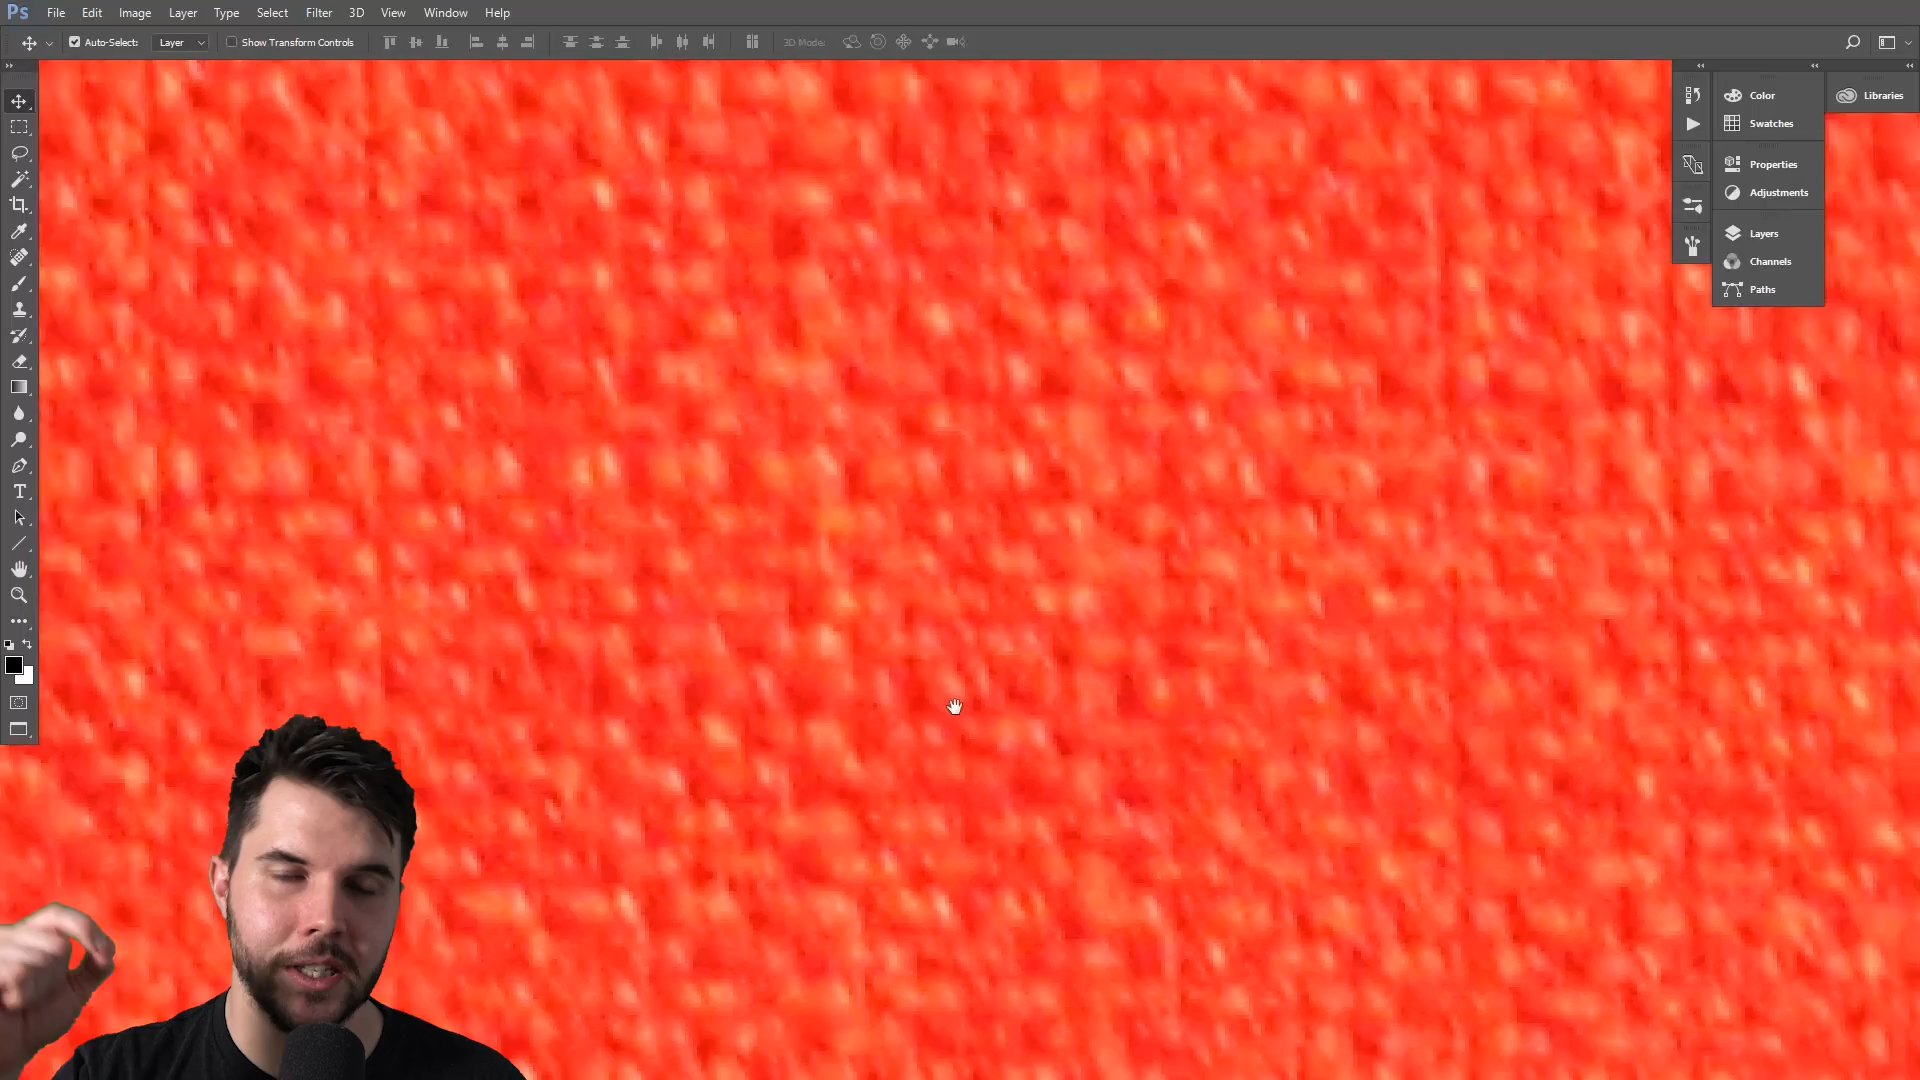 Ps File Edit Image Layer Type Select Filter 3D View Window Help
Auto-Select: Layer Show Transform Controls 3D Mode:
Color
Libraries
Swatches
Properties
Adjustments
Layers
Channels
Paths
T